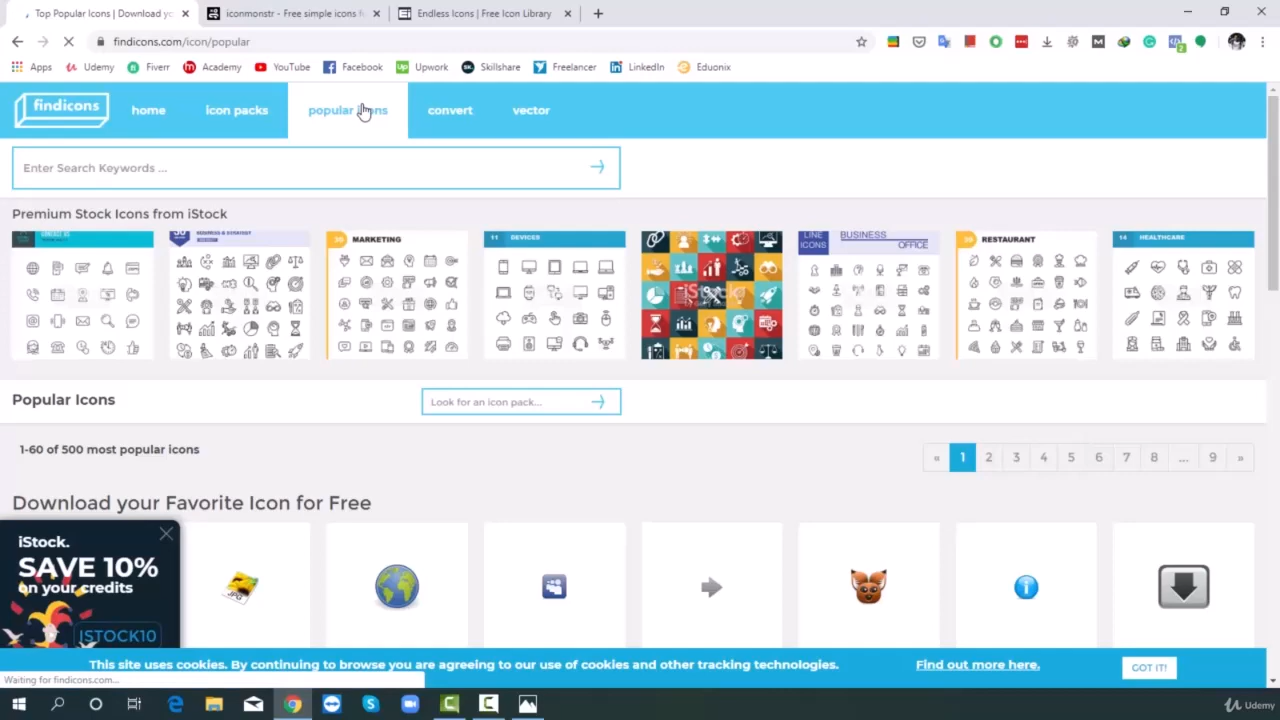 Top Popular Icons | Download yo
iconmonstr - Free simple icons f
Endless Icons | Free Icon Library
findicons.com/icon/popular
Apps
Udemy
Fiverr
Academy
YouTube
Facebook
Upwork
Skillshare
Freelancer
LinkedIn
Eduonix
findicons
home
icon packs
popular icons
convert
vector
Enter Search Keywords ...
Premium Stock Icons from iStock
MARKETING
11 DEVICES
LINE ICONS
BUSINESS OFFICE
RESTAURANT
14 HEALTHCARE
Popular Icons
Look for an icon pack...
1-60 of 500 most popular icons
« 1 2 3 4 5 6 7 8 ... 9 »
Download your Favorite Icon for Free
iStock.
SAVE 10%
on your credits
ISTOCK10
JPG
This site uses cookies. By continuing to browse you are agreeing to our use of cookies and other tracking technologies.
Find out more here.
GOT IT!
Waiting for findicons.com...
Udemy